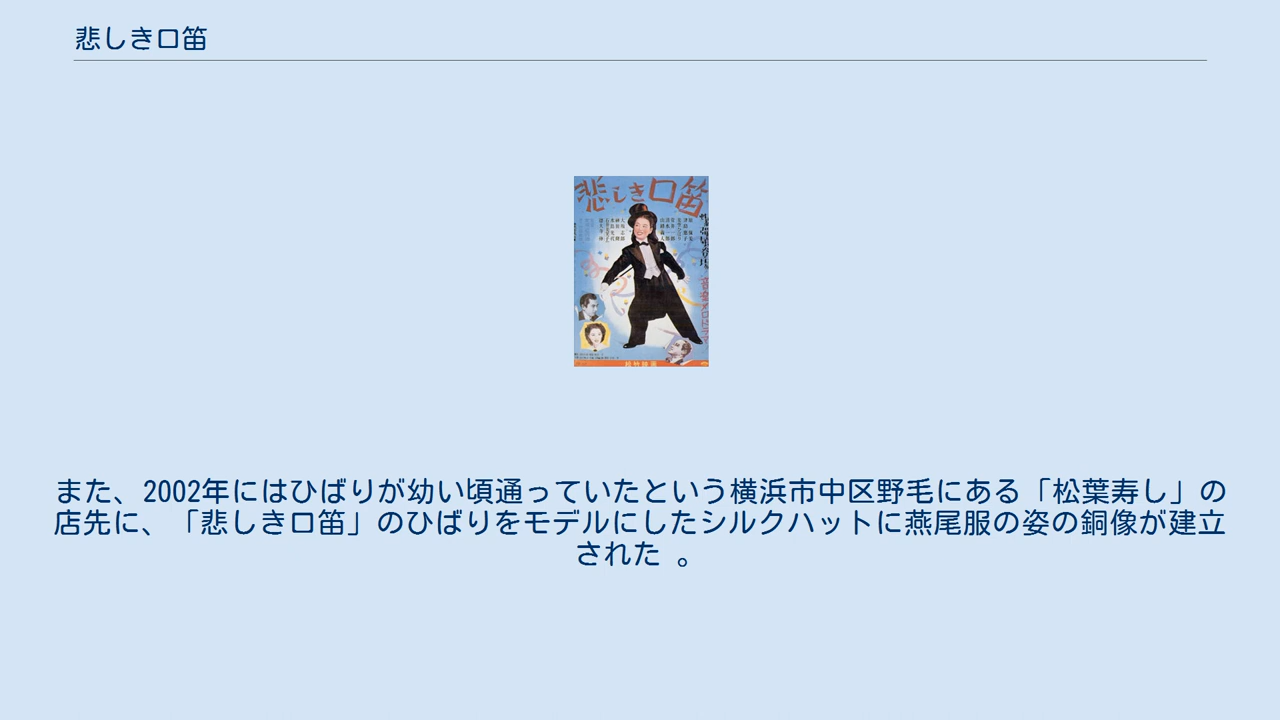 悲しき口笛
悲しき口笛
また、2002年にはひばりが幼い頃通っていたという横浜市中区野毛にある「松葉寿し」の
店先に、「悲しき口笛」のひばりをモデルにしたシルクハットに燕尾服の姿の銅像が建立
された 。